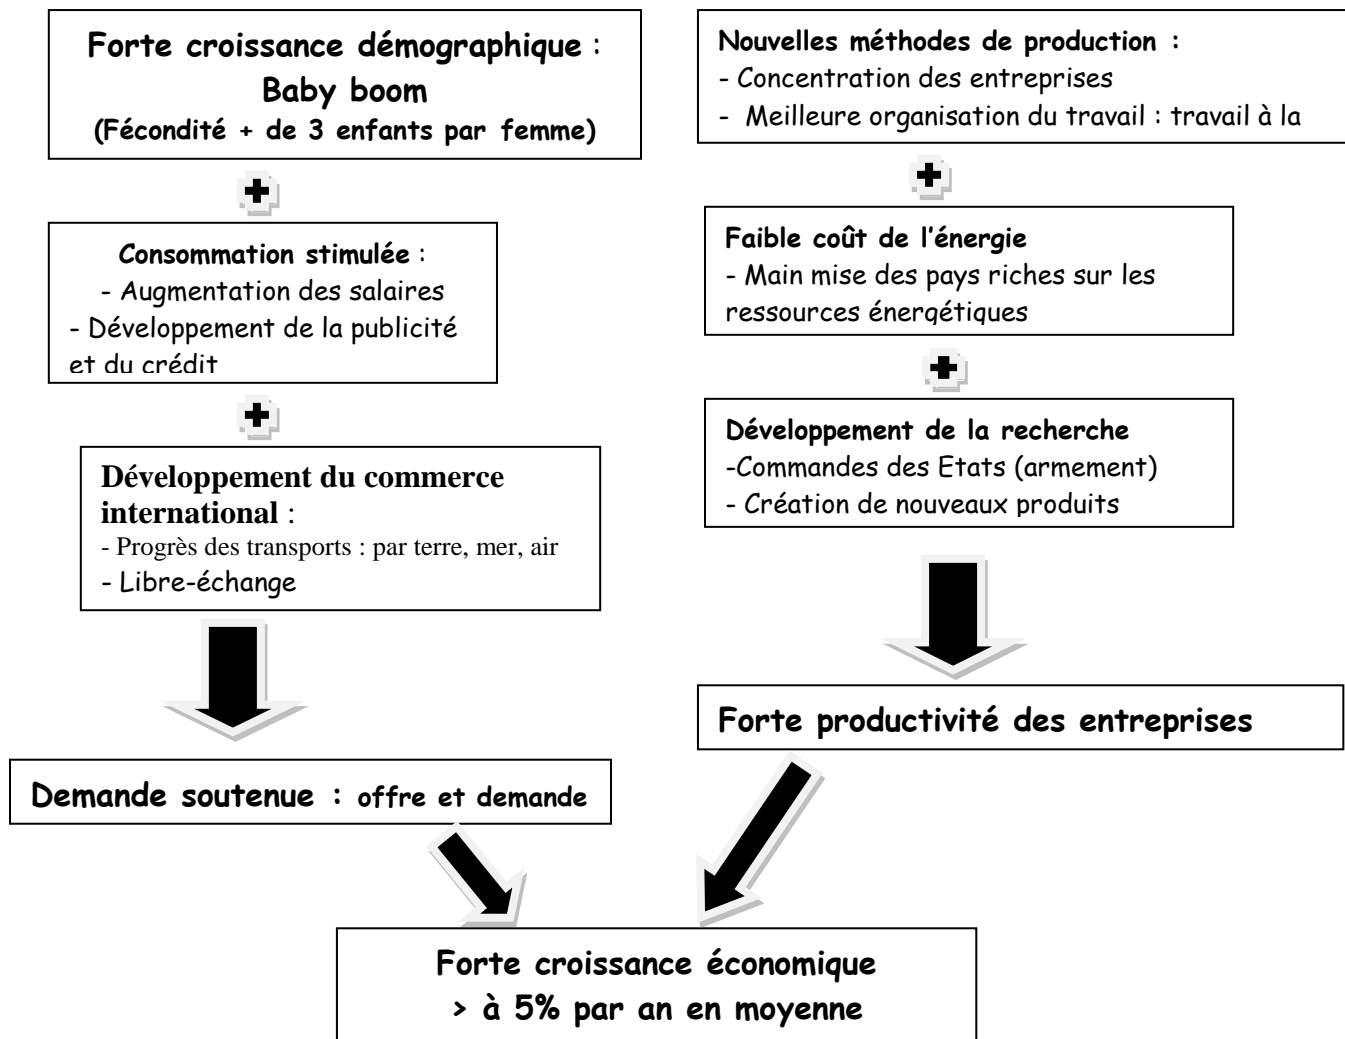 Forte croissance démographique :
Baby boom
(Fécondité + de 3 enfants par femme)
Consommation stimulée :
- Augmentation des salaires
- Développement de la publicité
et du crédit
Développement du commerce
international :
- Progrès des transports : par terre, mer, air
- Libre-échange
Demande soutenue : offre et demande
Nouvelles méthodes de production :
- Concentration des entreprises
- Meilleure organisation du travail : travail à la
Faible coût de l’énergie
- Main mise des pays riches sur les
ressources énergétiques
Développement de la recherche
-Commandes des Etats (armement)
- Création de nouveaux produits
Forte productivité des entreprises
Forte croissance économique
> à 5% par an en moyenne